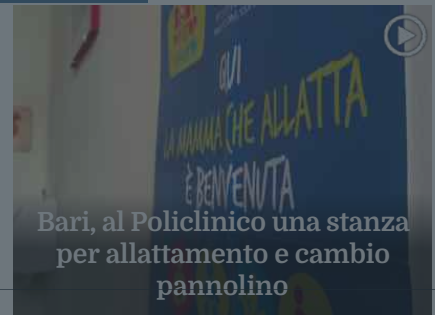 QUI
LA MAMMA CHE ALLATTA
È BENVENUTA
Bari, al Policlinico una stanza
per allattamento e cambio
pannolino